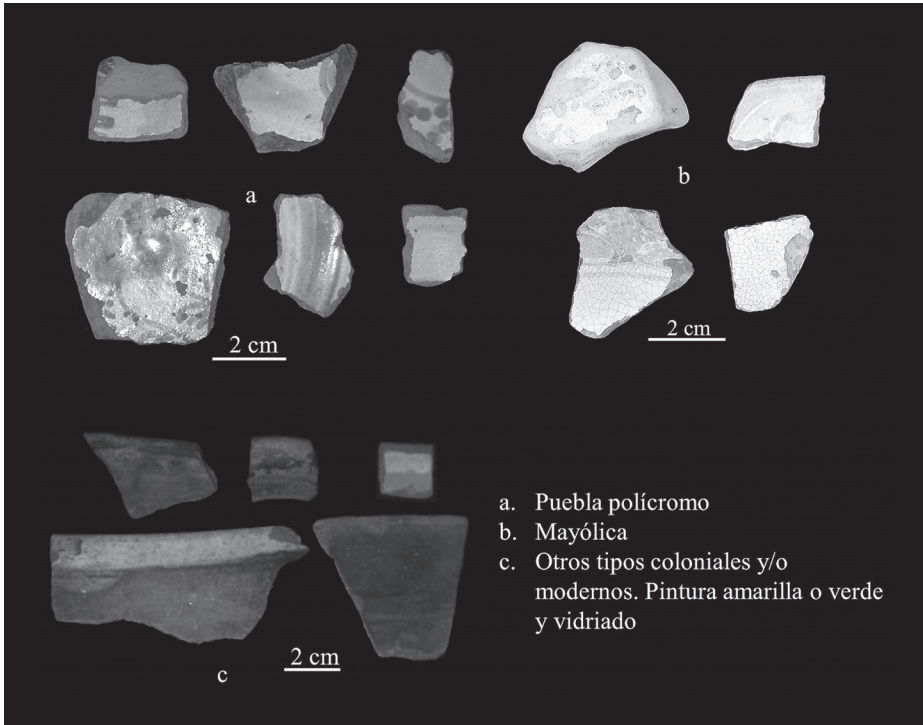 a
b
2 cm
2 cm
a. Puebla polícromo
b. Mayólica
c. Otros tipos coloniales y/o
modernos. Pintura amarilla o verde
y vidriado
2 cm
c